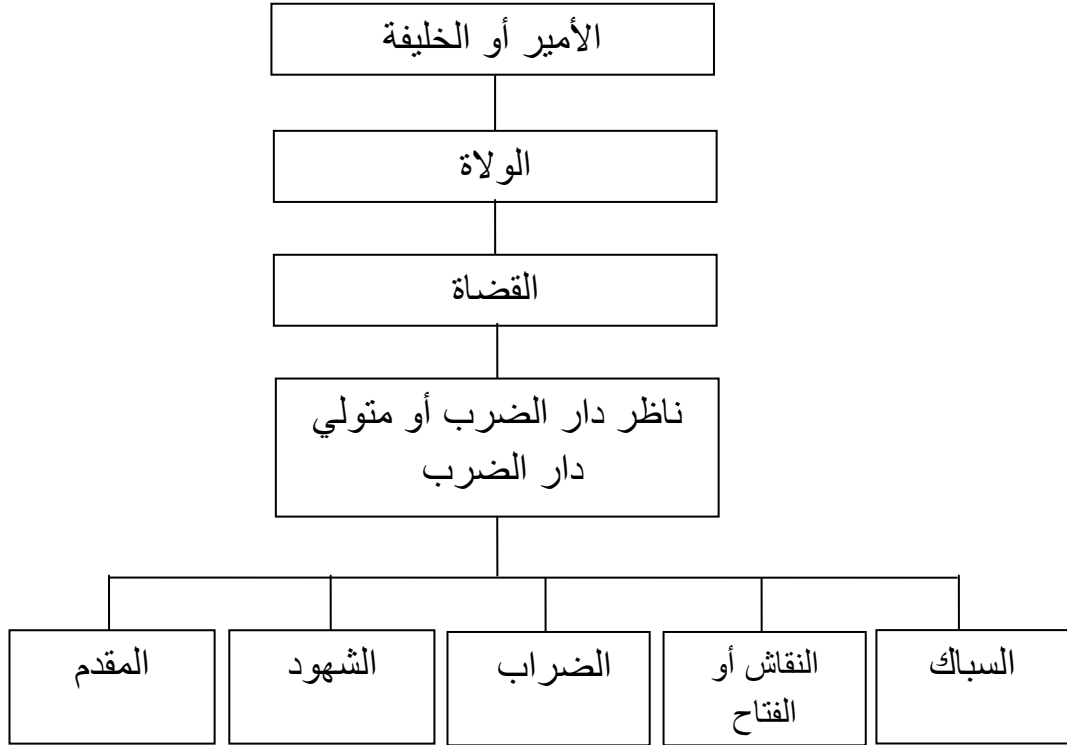 الأمير أو الخليفة
الولاة
القضاة
ناظر دار الضرب أو متولي
دار الضرب
السباك
النقاش أو
الفتاح
الضراب
الشهود
المقدم